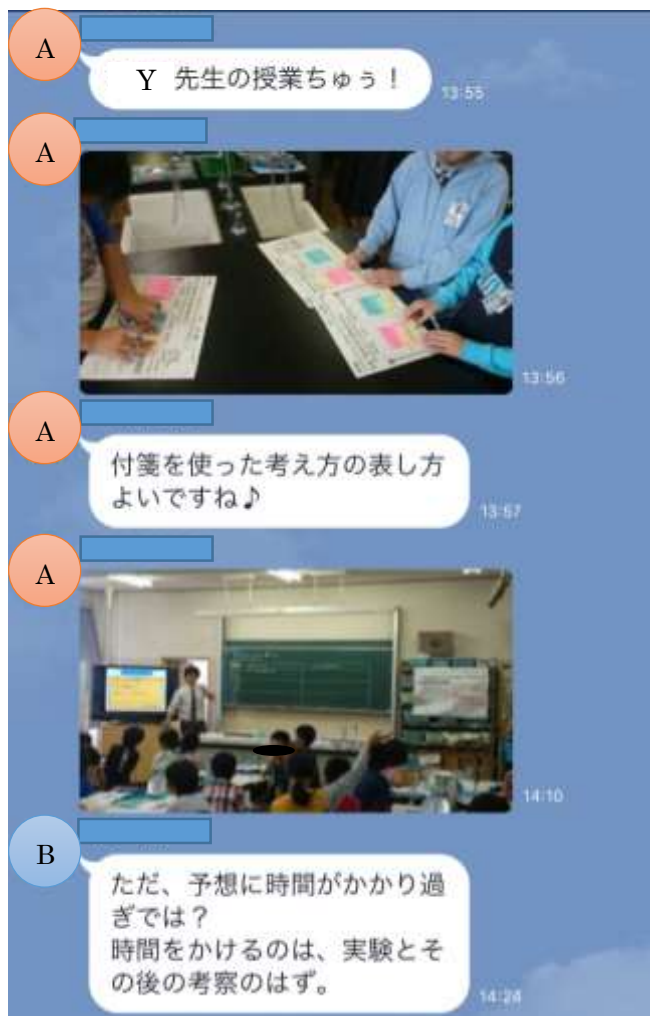 A
Y 先生の授業ちゅぅ!
13:55
A
13:56
A
付箋を使った考え方の表し方
よいですね♪
13:57
A
14:10
B
ただ、予想に時間がかかり過
ぎでは?
時間をかけるのは、実験とそ
の後の考察のはず。
14:24